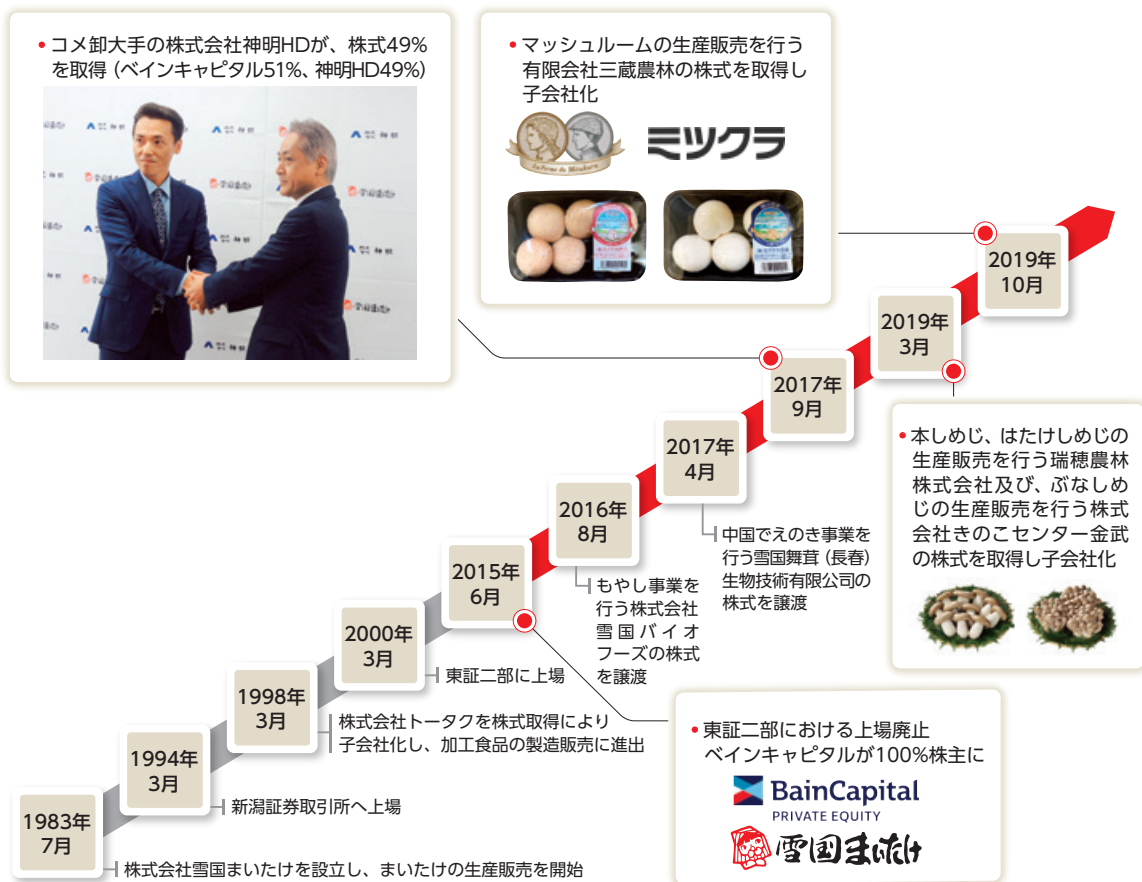 • コメ卸大手の株式会社神明HDが、株式49%
を取得 (ベインキャピタル51%、神明HD49%)
• マッシュルームの生産販売を行う
有限会社三蔵農林の株式を取得し
子会社化
ミツクラ
2019年
10月
2019年
3月
2017年
9月
• 本しめじ、はたけしめじの
生産販売を行う瑞穂農林
株式会社及び、ぶなしめ
じの生産販売を行う株式
会社きのこセンター金武
の株式を取得し子会社化
2017年
4月
中国でえのき事業を
行う雪国舞茸 (長春)
生物技術有限公司の
株式を譲渡
2016年
8月
もやし事業を
行う株式会社
雪国バイオ
フーズの株式
を譲渡
2015年
6月
• 東証二部における上場廃止
ベインキャピタルが100%株主に
BainCapital
PRIVATE EQUITY
雪国まいたけ
2000年
3月
東証二部に上場
1998年
3月
株式会社トータクを株式取得により
子会社化し、加工食品の製造販売に進出
1994年
3月
新潟証券取引所へ上場
1983年
7月
株式会社雪国まいたけを設立し、まいたけの生産販売を開始